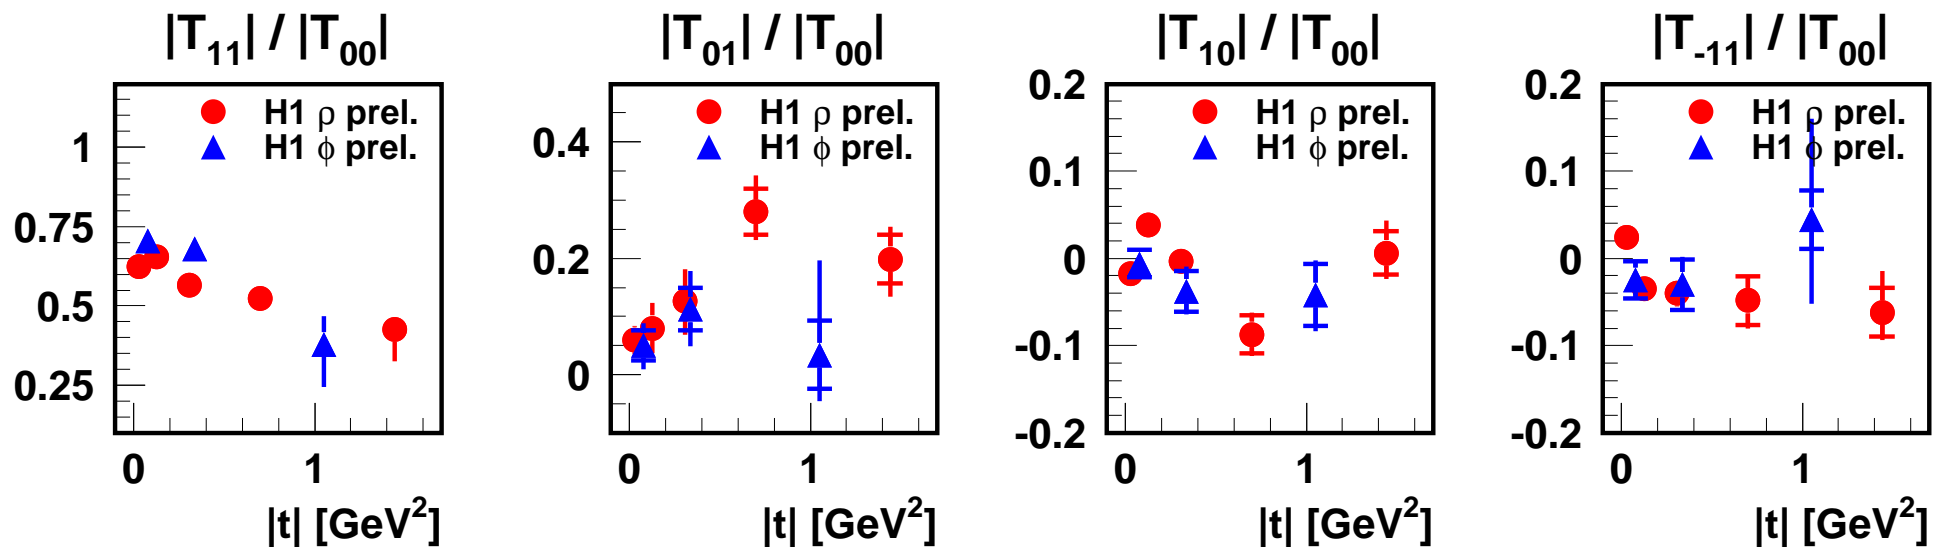 |T11| / |T00|
H1 ρ prel.
H1 ϕ prel.
1
0.75
0.5
0.25
0 1
|t| [GeV2]
|T01| / |T00|
H1 ρ prel.
H1 ϕ prel.
0.4
0.2
0
0 1
|t| [GeV2]
|T10| / |T00|
0.2
H1 ρ prel.
H1 ϕ prel.
0.1
0
-0.1
-0.2
0 1
|t| [GeV2]
|T-11| / |T00|
0.2
H1 ρ prel.
H1 ϕ prel.
0.1
0
-0.1
-0.2
0 1
|t| [GeV2]